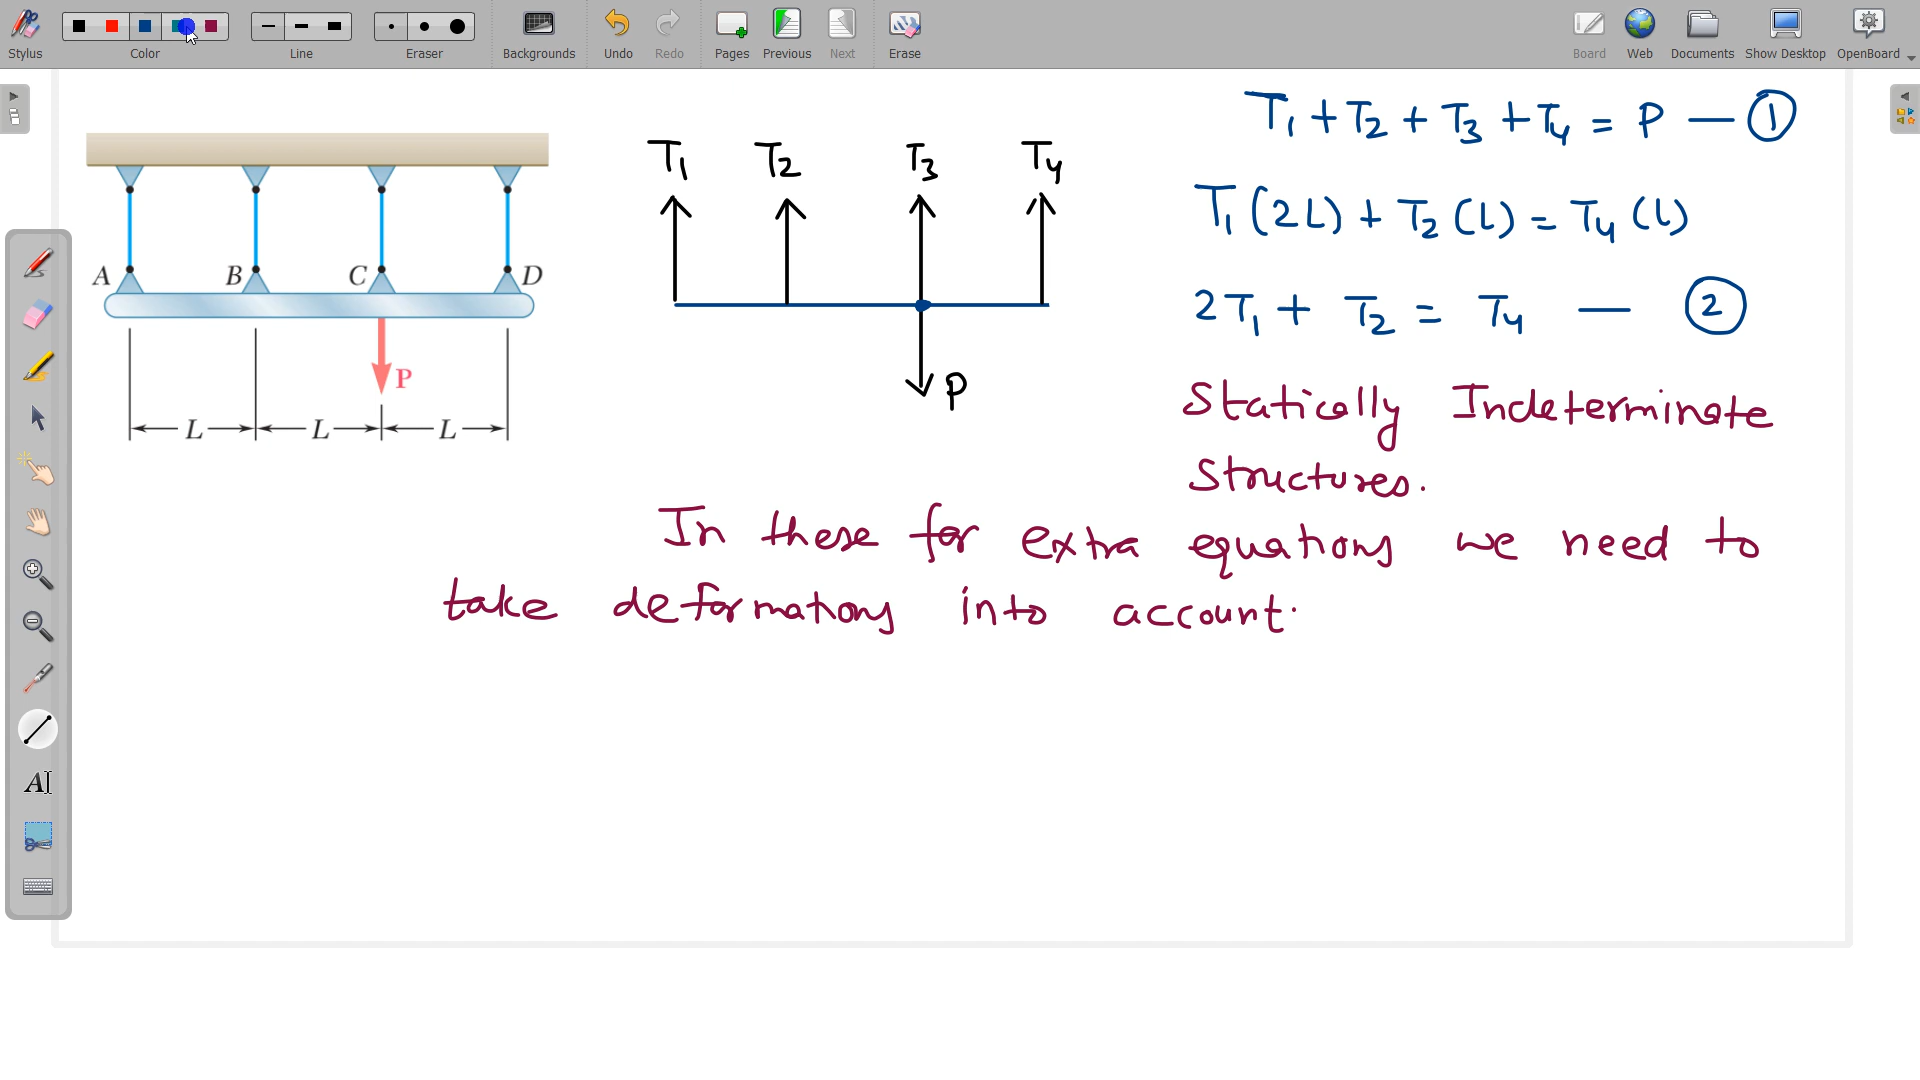 Stylus Color Line Eraser Backgrounds Undo Redo Pages Previous Next Erase Board Web Documents Show Desktop OpenBoard
T1 + T2 + T3 + T4 = P — 1
T1 T2 T3 T4
T1 (2L) + T2 (L) = T4 (L)
A B C D
2T1 + T2 = T4 — 2
P
P
L L L
Statically Indeterminate
Structures.
In these for extra equations we need to
take deformations into account.
AI